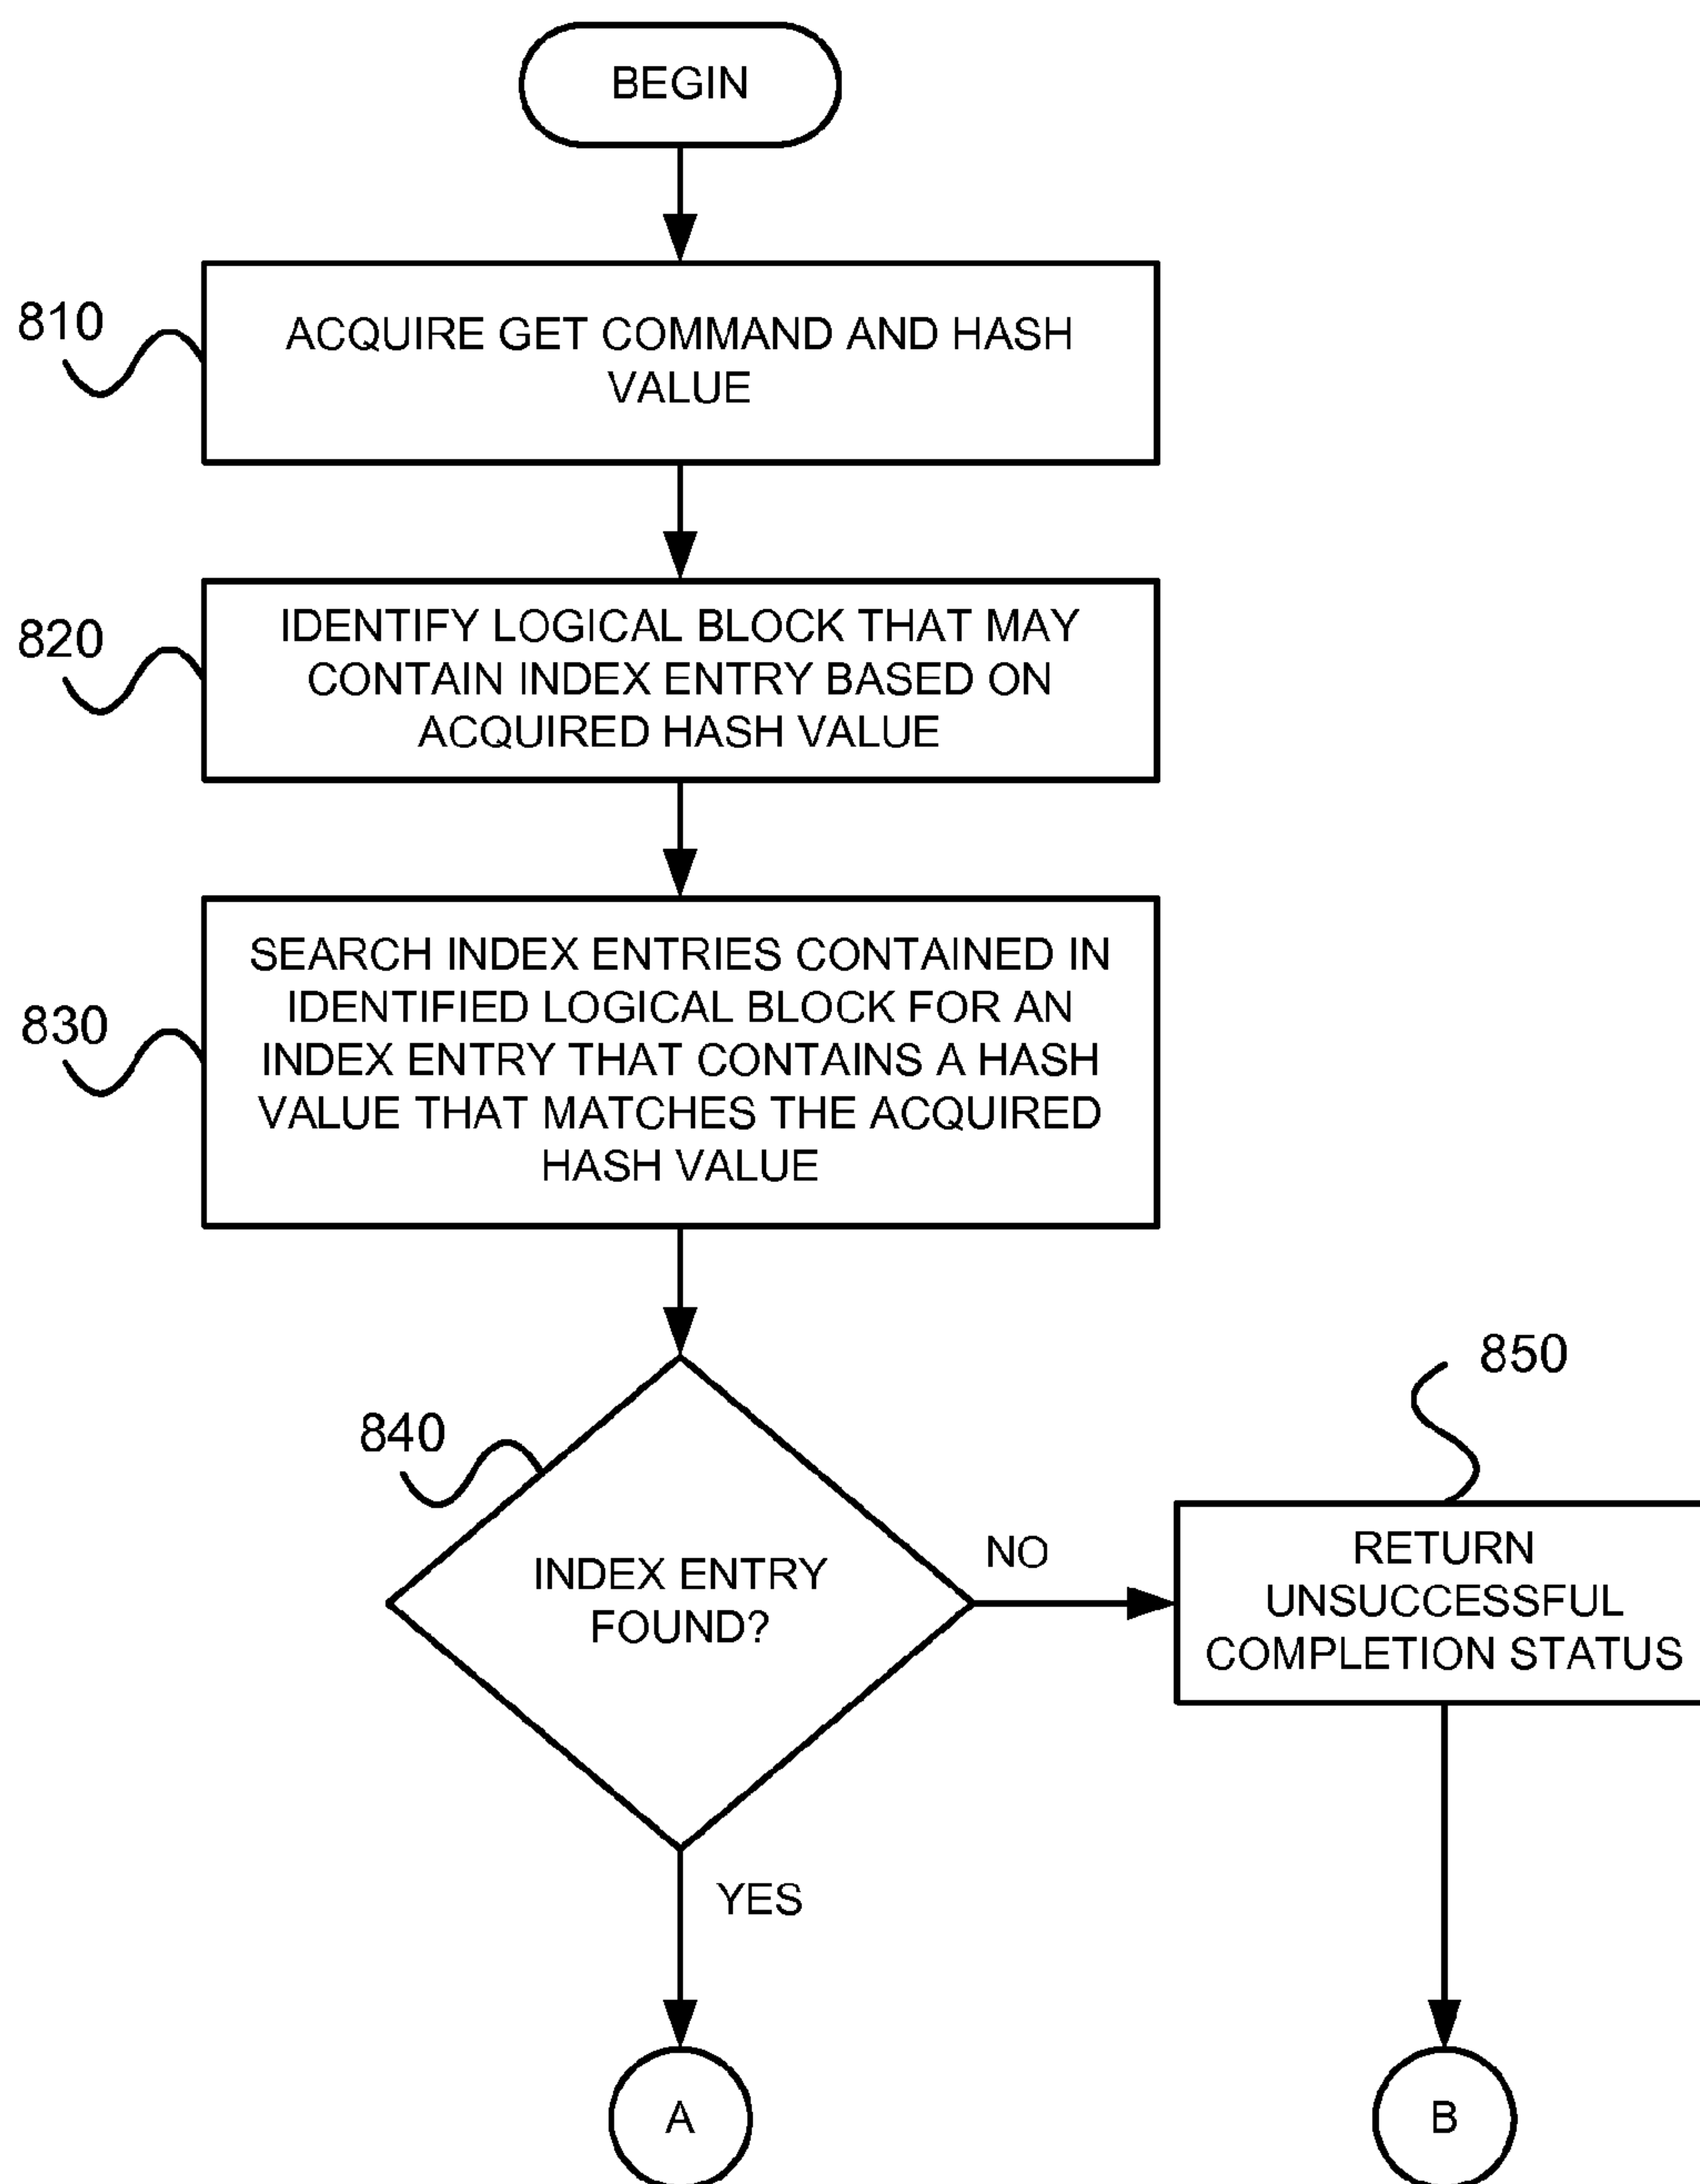 BEGIN
810
ACQUIRE GET COMMAND AND HASH
VALUE
820
IDENTIFY LOGICAL BLOCK THAT MAY
CONTAIN INDEX ENTRY BASED ON
ACQUIRED HASH VALUE
830
SEARCH INDEX ENTRIES CONTAINED IN
IDENTIFIED LOGICAL BLOCK FOR AN
INDEX ENTRY THAT CONTAINS A HASH
VALUE THAT MATCHES THE ACQUIRED
HASH VALUE
840
INDEX ENTRY
FOUND?
NO
850
RETURN
UNSUCCESSFUL
COMPLETION STATUS
YES
A
B